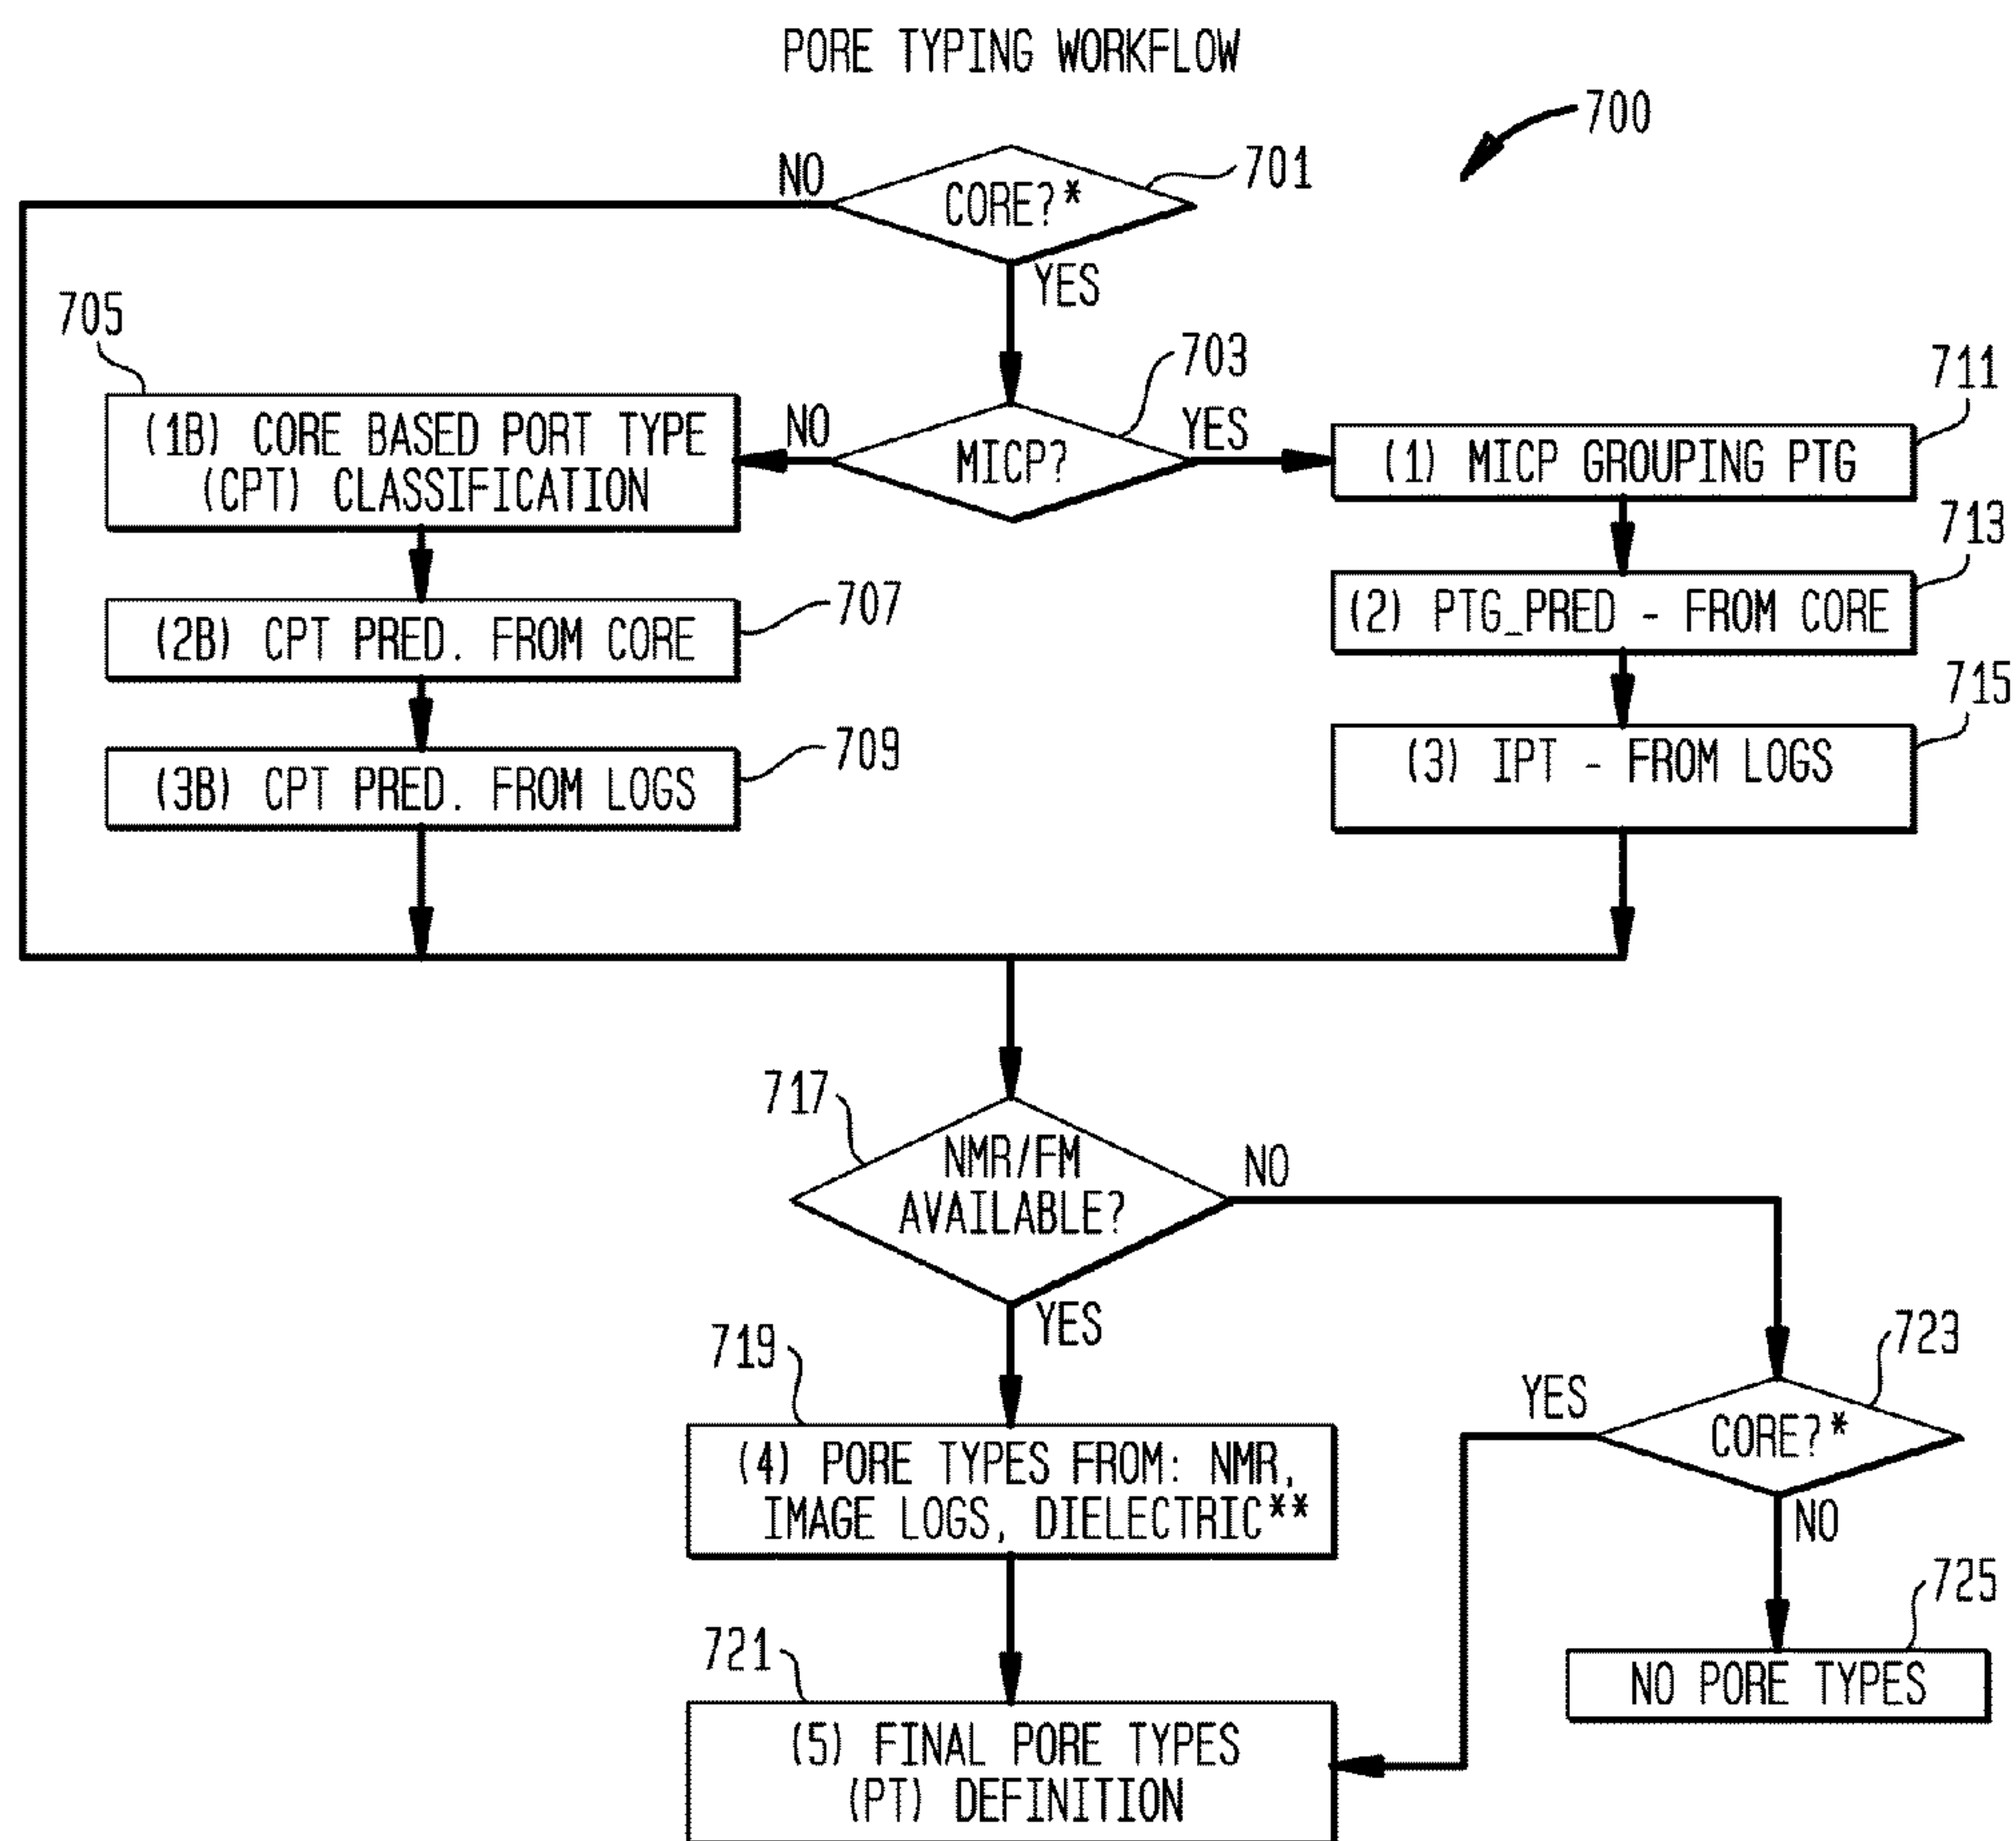 PORE TYPING WORKFLOW
700
NO
CORE?*
701
YES
705
703
711
(1B) CORE BASED PORT TYPE
(CPT) CLASSIFICATION
NO
MICP?
YES
(1) MICP GROUPING PTG
713
707
(2B) CPT PRED. FROM CORE
(2) PTG_PRED - FROM CORE
715
709
(3B) CPT PRED. FROM LOGS
(3) IPT - FROM LOGS
717
NMR/FM
AVAILABLE?
NO
YES
719
723
(4) PORE TYPES FROM: NMR,
IMAGE LOGS, DIELECTRIC**
YES
CORE?*
NO
725
721
NO PORE TYPES
(5) FINAL PORE TYPES
(PT) DEFINITION